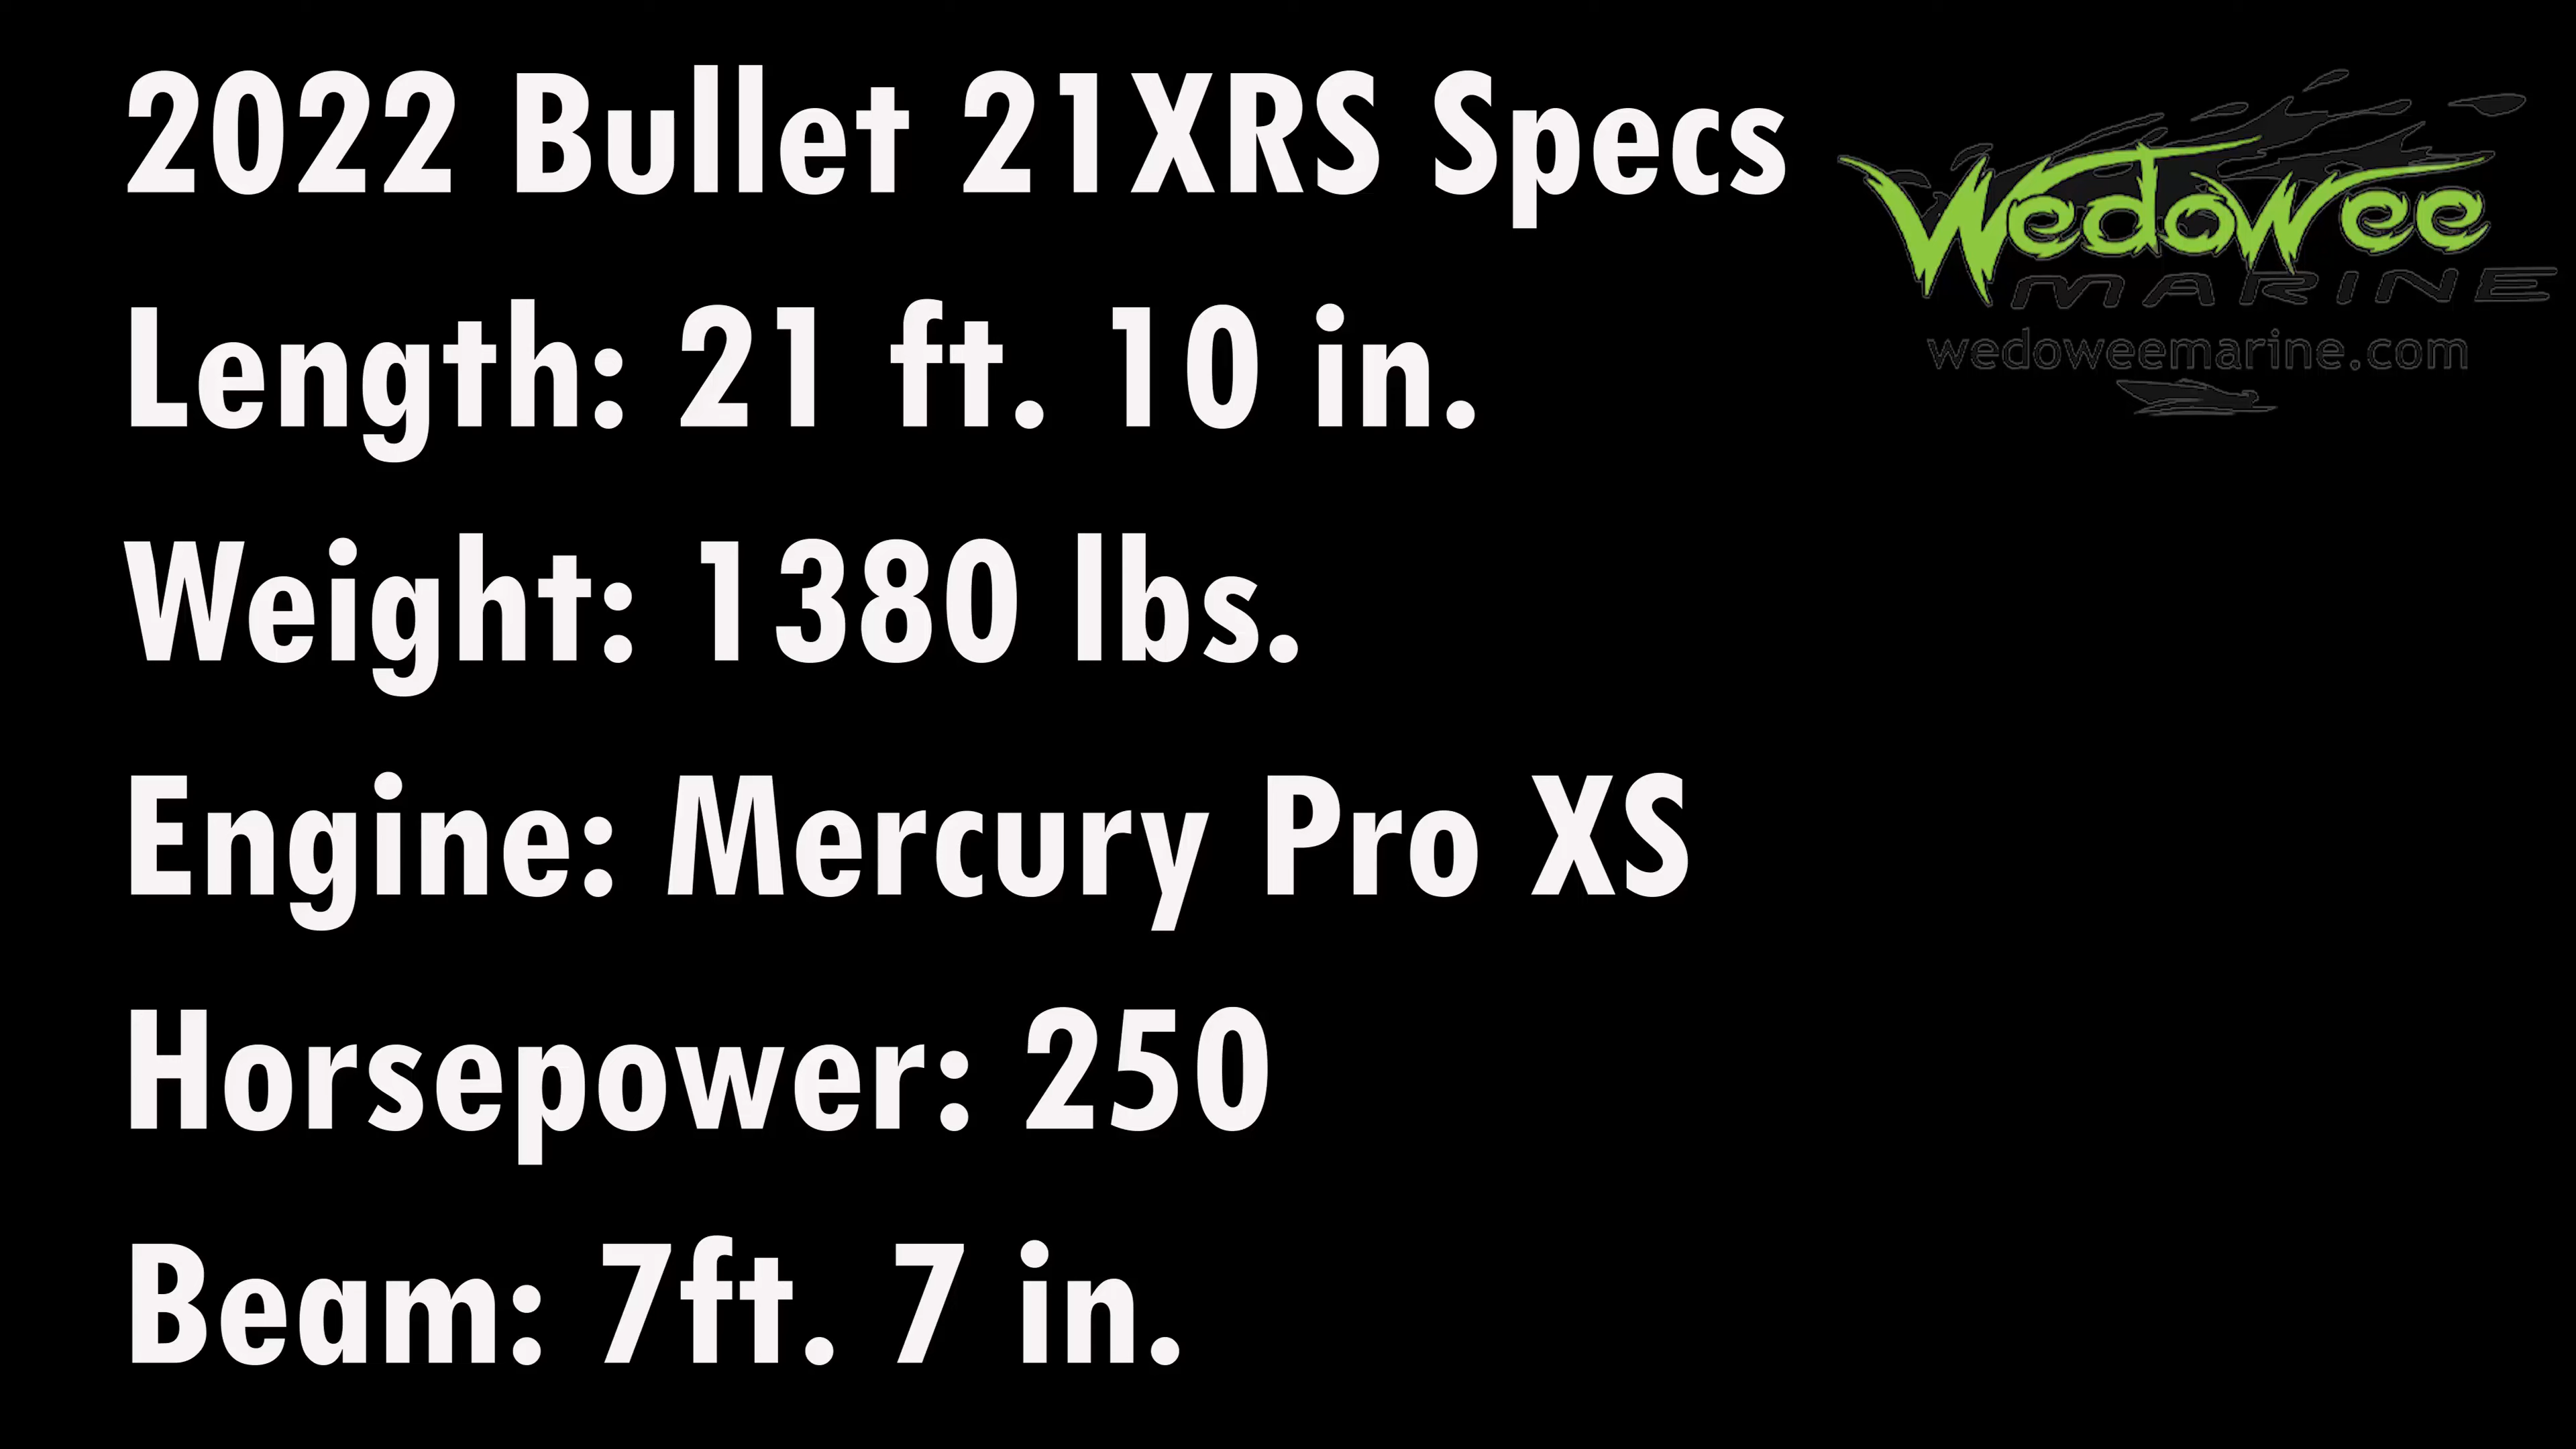 2022 Bullet 21XRS Specs
Wedowee
MARINE
wedoweemarine.com
Length: 21 ft. 10 in.
Weight: 1380 lbs.
Engine: Mercury Pro XS
Horsepower: 250
Beam: 7ft. 7 in.